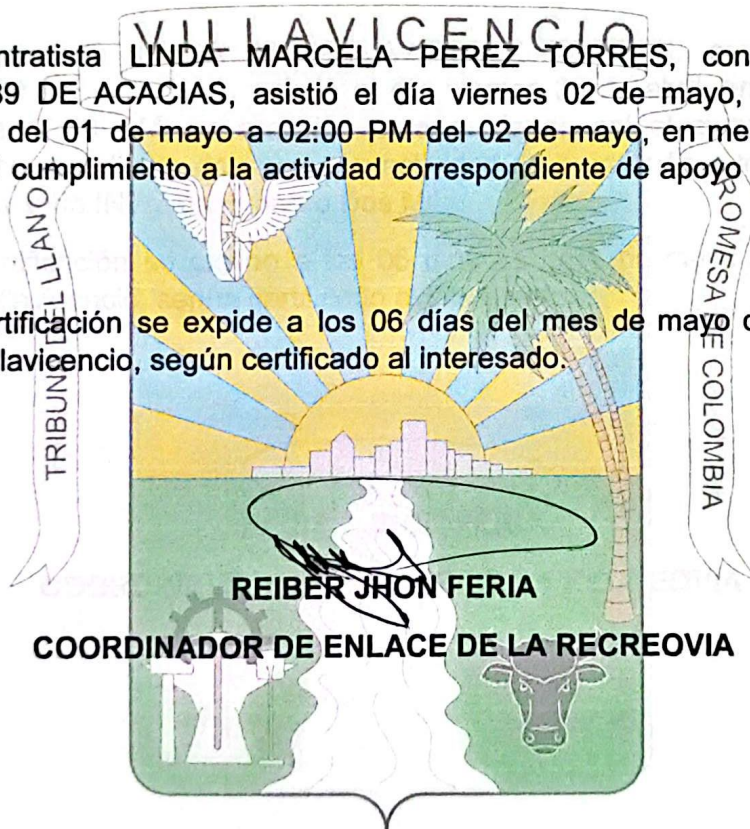 VILLAVICENCIO
ntratista LINDA MARCELA PEREZ TORRES, con
39 DE ACACIAS, asistió el día viernes 02 de mayo,
del 01 de mayo a 02:00 PM del 02 de mayo, en me
cumplimiento a la actividad correspondiente de apoyo
rtificación se expide a los 06 días del mes de mayo d
lavicencio, según certificado al interesado.
TRIBUNA DEL LLANO
PROMESA DE COLOMBIA
REIBER JHON FERIA
COORDINADOR DE ENLACE DE LA RECREOVIA